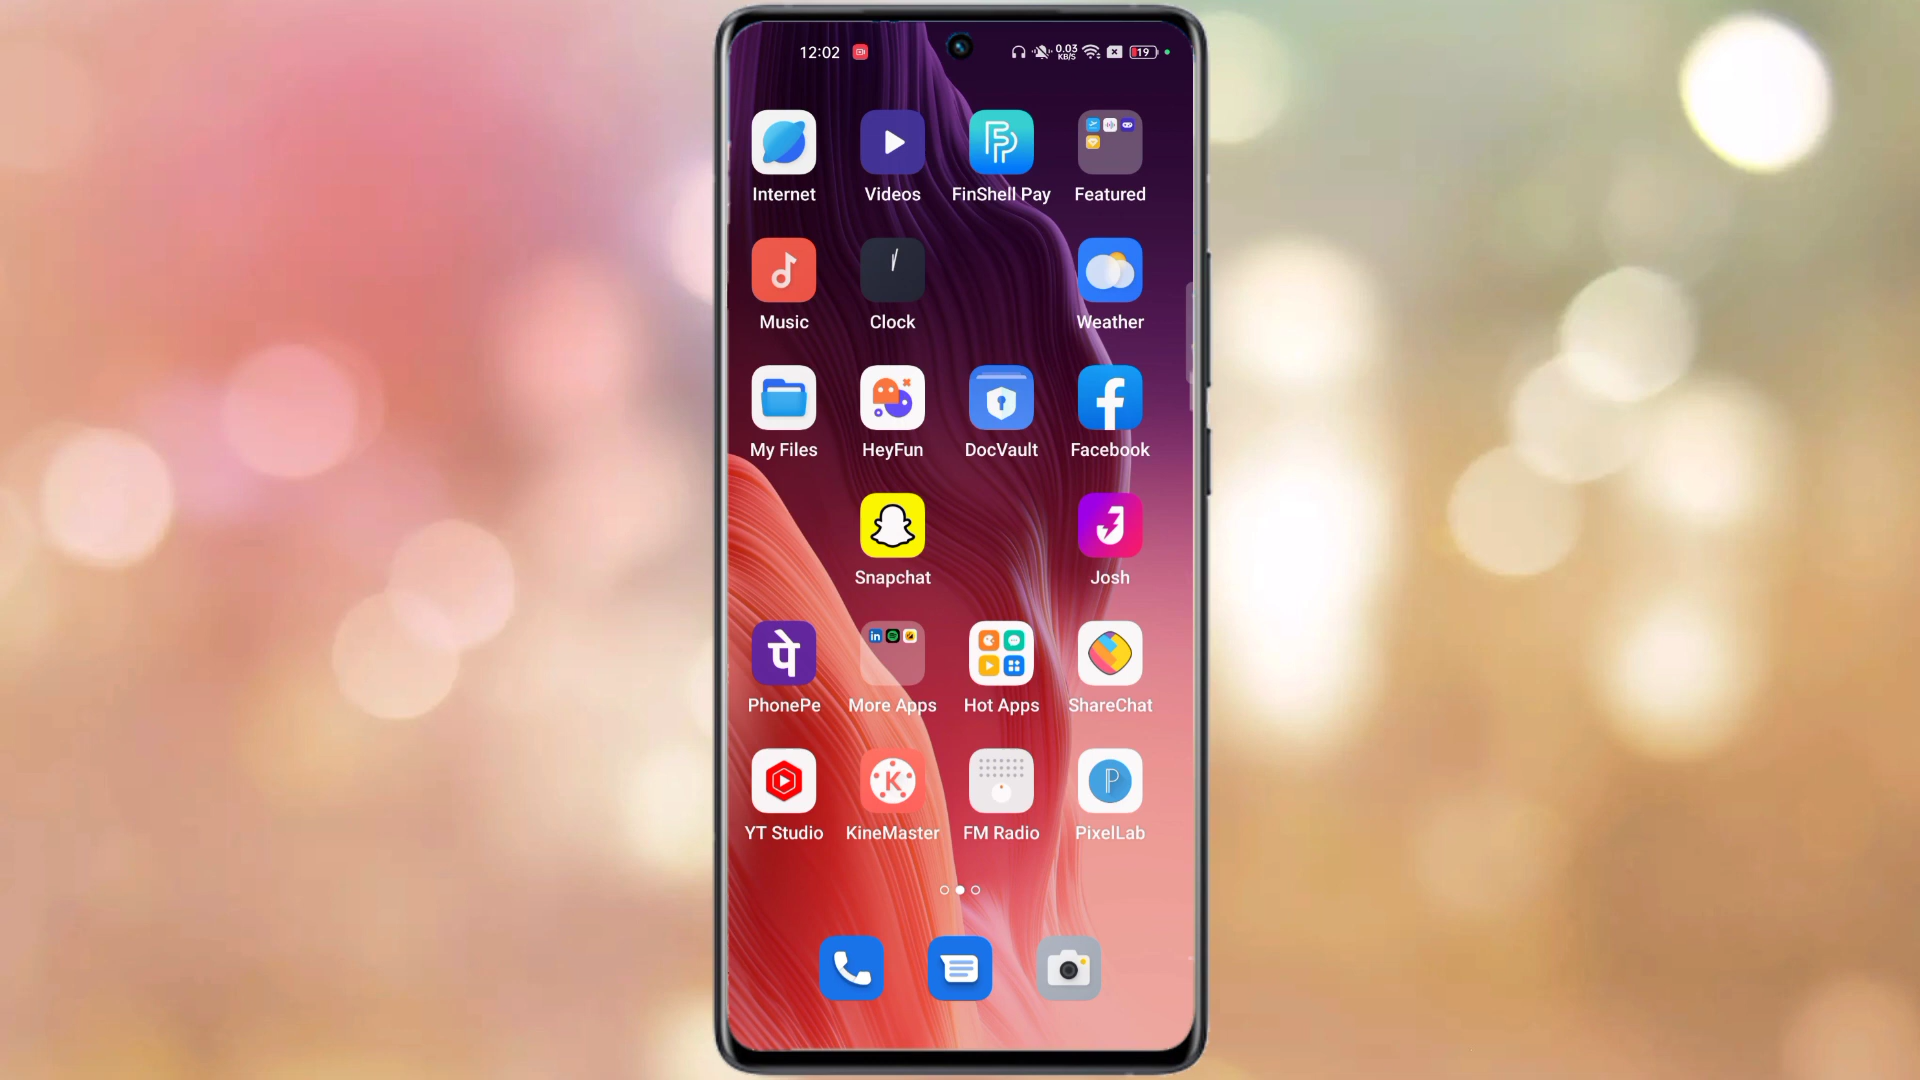 12:02 0.03 KB/S 19
Internet Videos FinShell Pay Featured
Music Clock Weather
My Files HeyFun DocVault Facebook
Snapchat Josh
पे
in
PhonePe More Apps Hot Apps ShareChat
K P
YT Studio KineMaster FM Radio PixelLab